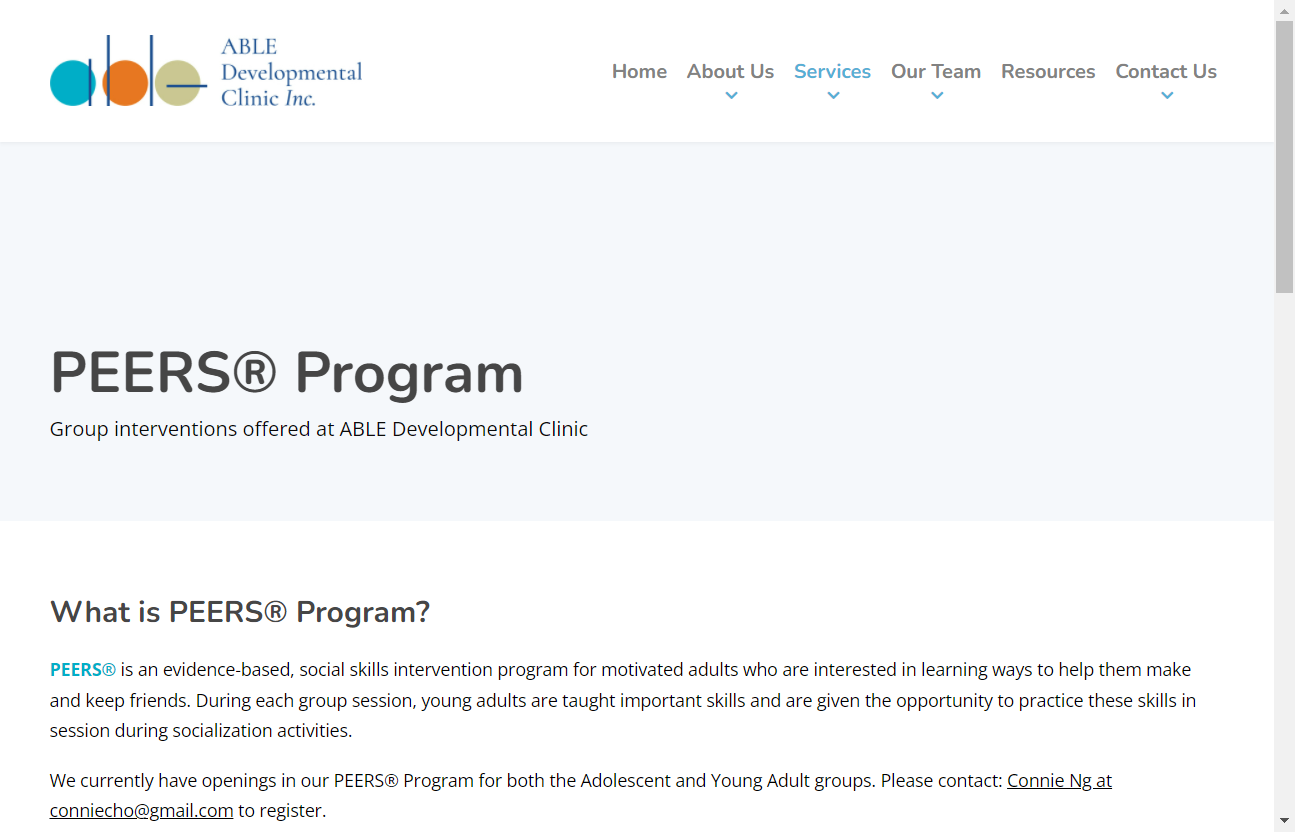 ABLE
Developmental
Clinic Inc.
Home About Us Services Our Team Resources Contact Us
PEERS® Program
Group interventions offered at ABLE Developmental Clinic
What is PEERS® Program?
PEERS® is an evidence-based, social skills intervention program for motivated adults who are interested in learning ways to help them make
and keep friends. During each group session, young adults are taught important skills and are given the opportunity to practice these skills in
session during socialization activities.
We currently have openings in our PEERS® Program for both the Adolescent and Young Adult groups. Please contact: Connie Ng at
conniecho@gmail.com to register.